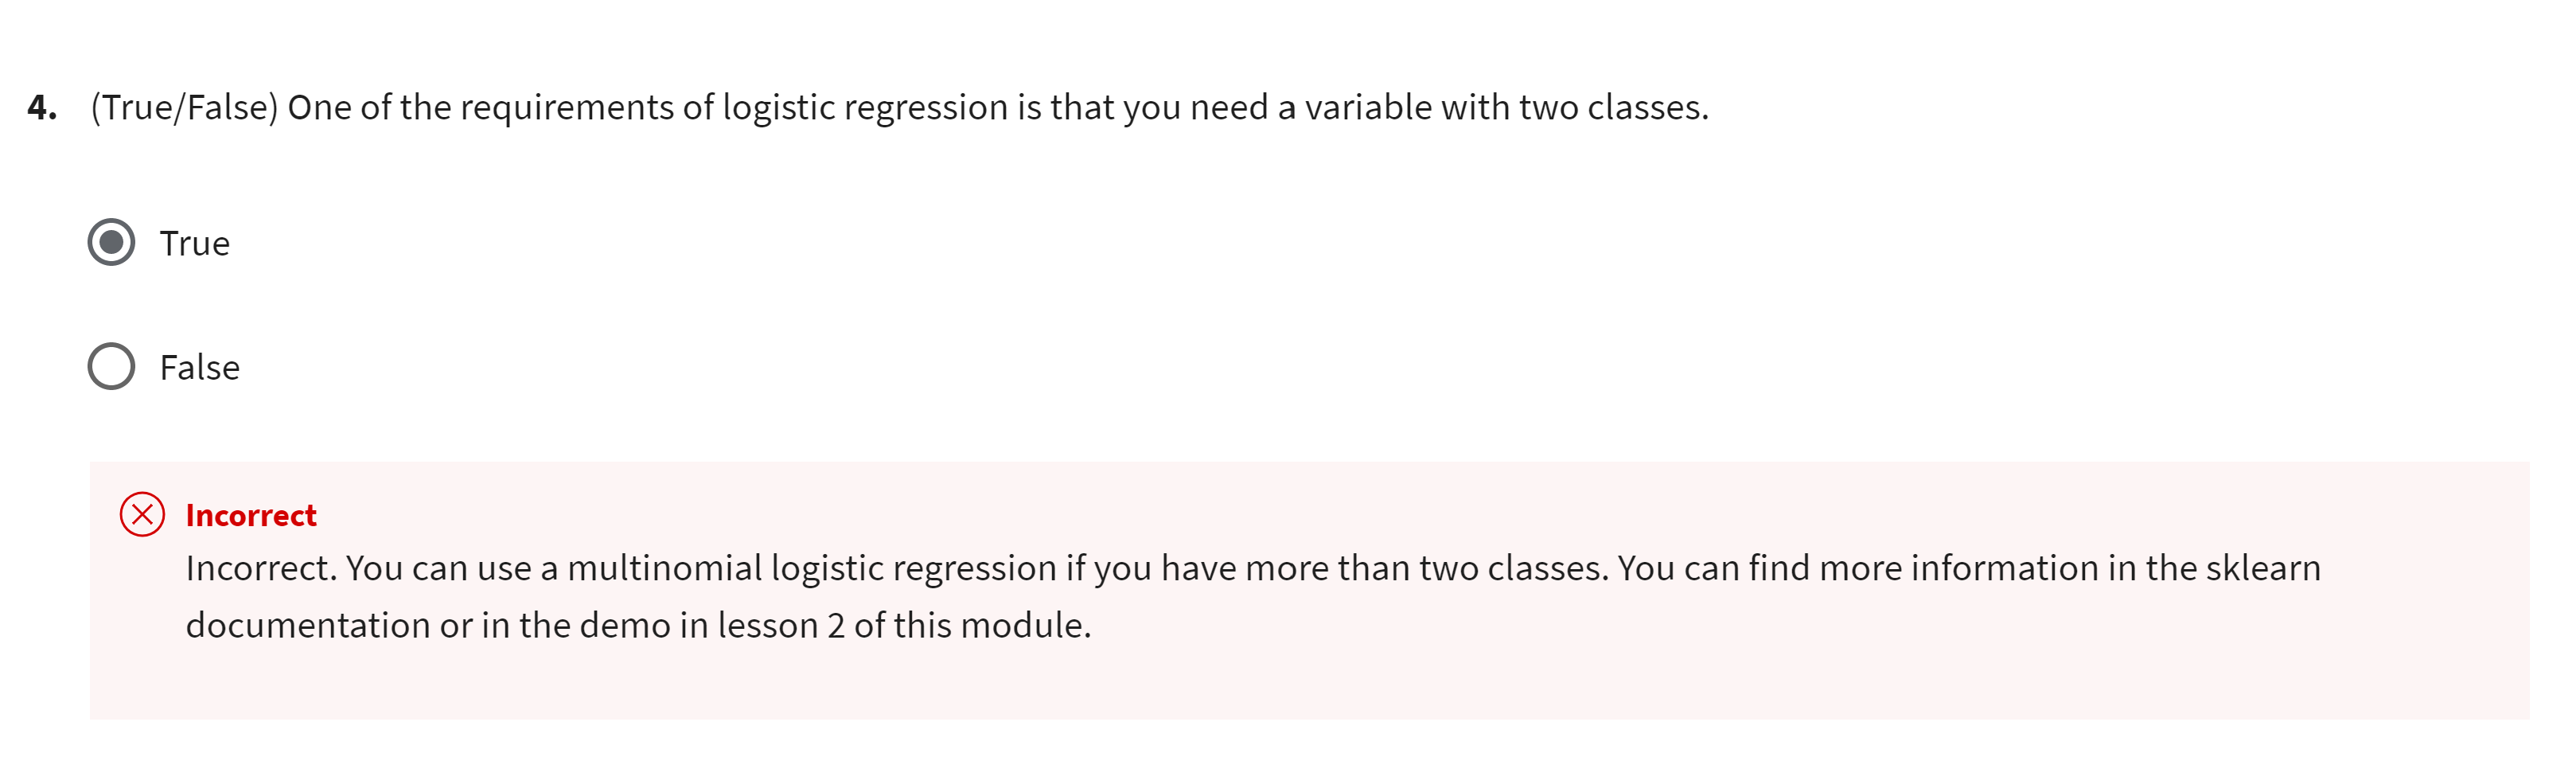 4. (True/False) One of the requirements of logistic regression is that you need a variable with two classes.
True
False
Incorrect
Incorrect. You can use a multinomial logistic regression if you have more than two classes. You can find more information in the sklearn
documentation or in the demo in lesson 2 of this module.